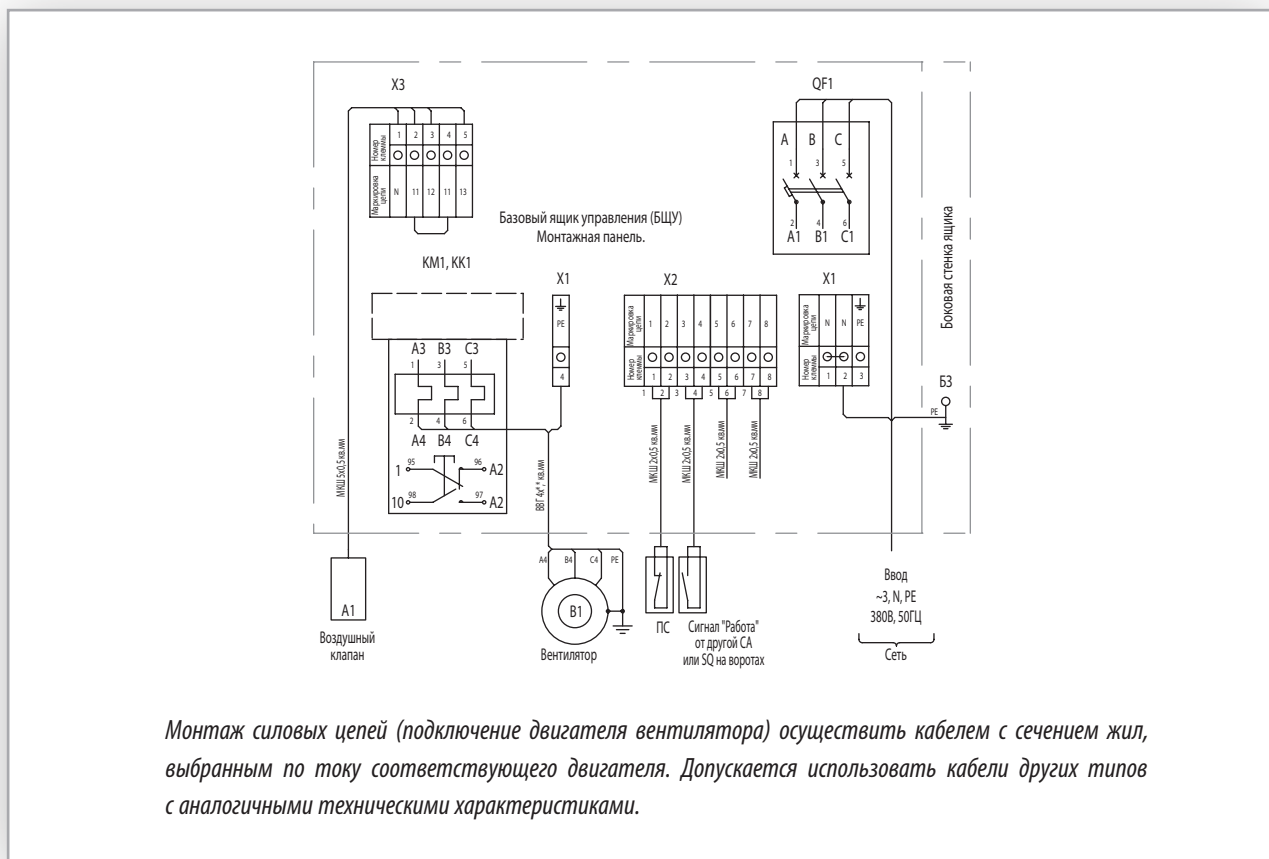 X3
QF1
Номер клеммы
1 2 3 4 5
Маркировка цепи
N 11 12 11 13
A B C
1 3 5
2 4 6
A1 B1 C1
Базовый ящик управления (БЩУ)
Монтажная панель.
Боковая стенка ящика
KM1, KK1
X1
PE
4
X2
Маркировка цепи
1 2 3 4 5 6 7 8
Номер клеммы
1 2 3 4 5 6 7 8
1 2 3 4 5 6 7 8
X1
Маркировка цепи
N N PE
Номер клеммы
1 2 3
Б3
PE
A3 B3 C3
1 3 5
2 4 6
A4 B4 C4
1 95 96 A2
10 98 97 A2
МКШ 5х0,5 кв.мм
ВВГ 4х*,* кв.мм
МКШ 2х0,5 кв.мм
МКШ 2х0,5 кв.мм
МКШ 2х0,5 кв.мм
МКШ 2х0,5 кв.мм
A1
Воздушный
клапан
A4 B4 C4 PE
B1
Вентилятор
ПС
Сигнал "Работа"
от другой СА
или SQ на воротах
Ввод
~3, N, PE
380В, 50ГЦ
Сеть
Монтаж силовых цепей (подключение двигателя вентилятора) осуществить кабелем с сечением жил,
выбранным по току соответствующего двигателя. Допускается использовать кабели других типов
с аналогичными техническими характеристиками.